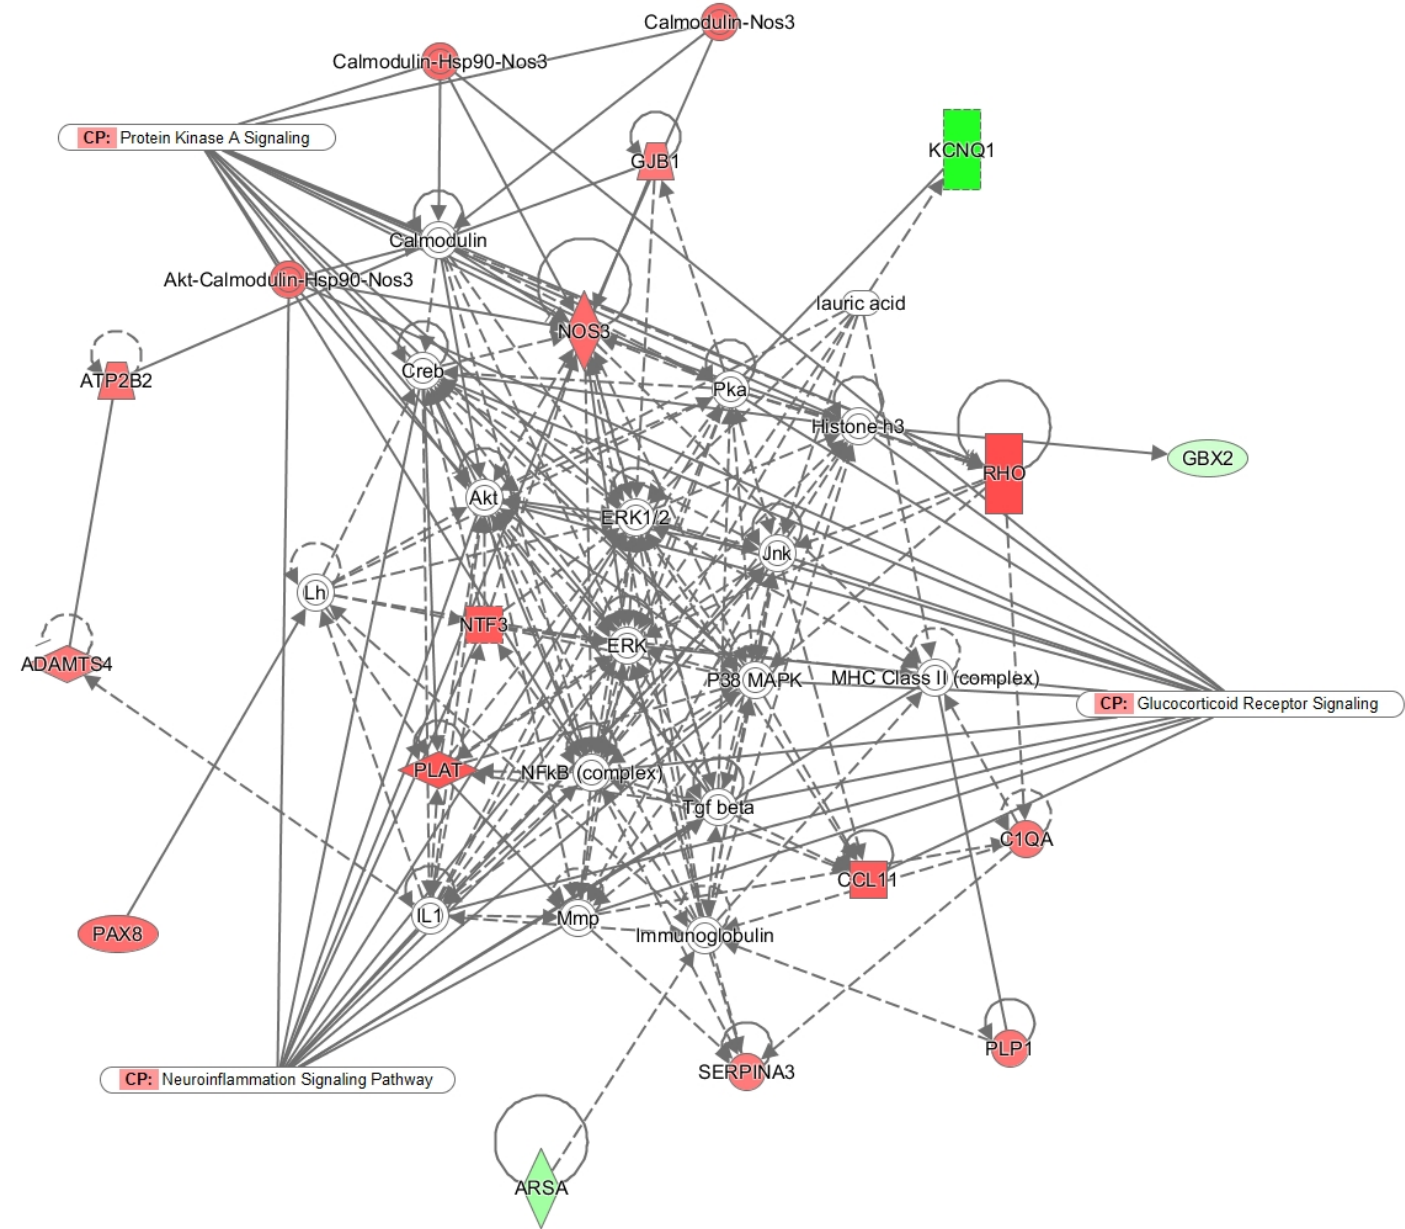 Calmodulin-Nos3
Calmodulin-Hsp90-Nos3
CP: Protein Kinase A Signaling
KCNQ1
GJB1
Calmodulin
Akt-Calmodulin-Hsp90-Nos3
lauric acid
NOS3
Creb
ATP2B2
Pka
Histone h3
GBX2
RHO
Akt
ERK1/2
Jnk
Lh
NTF3
ERK
ADAMTS4
P38 MAPK
MHC Class II (complex)
CP: Glucocorticoid Receptor Signaling
PLAT
NFkB (complex)
Tgf beta
C1QA
CCL11
IL1
Mmp
PAX8
Immunoglobulin
PLP1
SERPINA3
CP: Neuroinflammation Signaling Pathway
ARSA